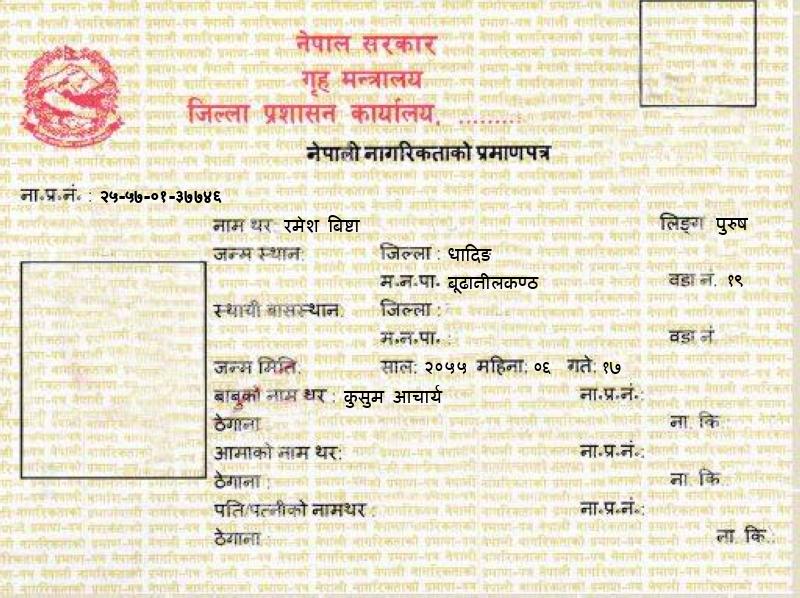 नेपाल सरकार
गृह मन्त्रालय
जिल्ला प्रशासन कार्यालय, .........
नेपाली नागरिकताको प्रमाणपत्र
ना.प्र.नं. : २५-५७-०१-३७७४६
नाम थर: रमेश बिष्टा लिङ्ग पुरुष
जन्म स्थान: जिल्ला : धादिङ
म.न.पा. बूढानीलकण्ठ वडा नं. १९
स्थायी बासस्थान: जिल्ला :
म.न.पा. : वडा नं.
जन्म मिति: साल: २०५५ महिना: ०६ गते: १७
बाबुको नाम थर : कुसुम आचार्य ना.प्र.नं.:
ठेगाना : ना. कि.:
आमाको नाम थर: ना.प्र.नं.:
ठेगाना : ना. कि.
पति/पत्नीको नामथर : ना.प्र.नं.:
ठेगाना : ना. कि.: